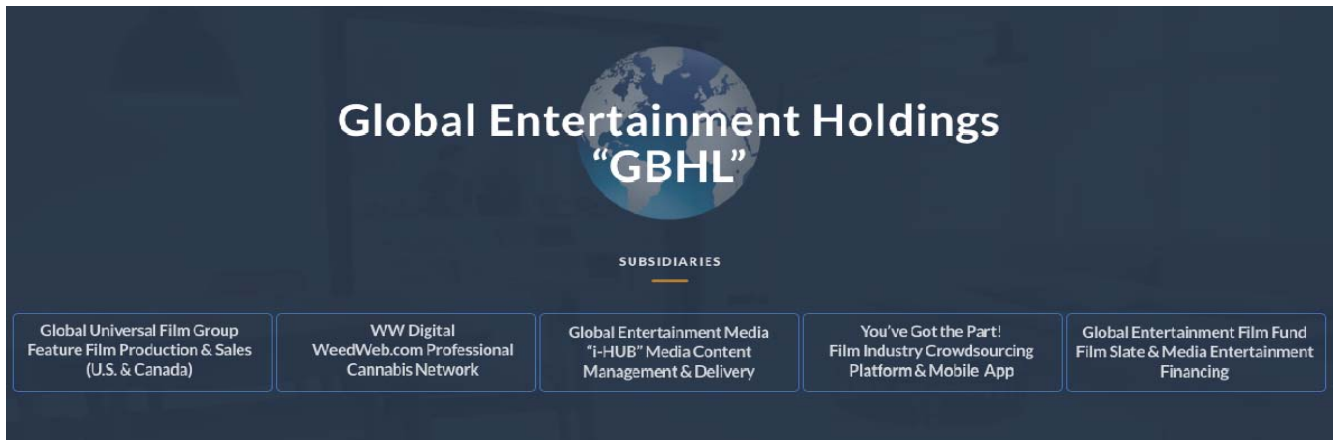 Global Entertainment Holdings
“GBHL”
SUBSIDIARIES
Global Universal Film Group
Feature Film Production & Sales
(U.S. & Canada)
WW Digital
WeedWeb.com Professional
Cannabis Network
Global Entertainment Media
“i-HUB” Media Content
Management & Delivery
You’ve Got the Part!
Film Industry Crowdsourcing
Platform & Mobile App
Global Entertainment Film Fund
Film Slate & Media Entertainment
Financing